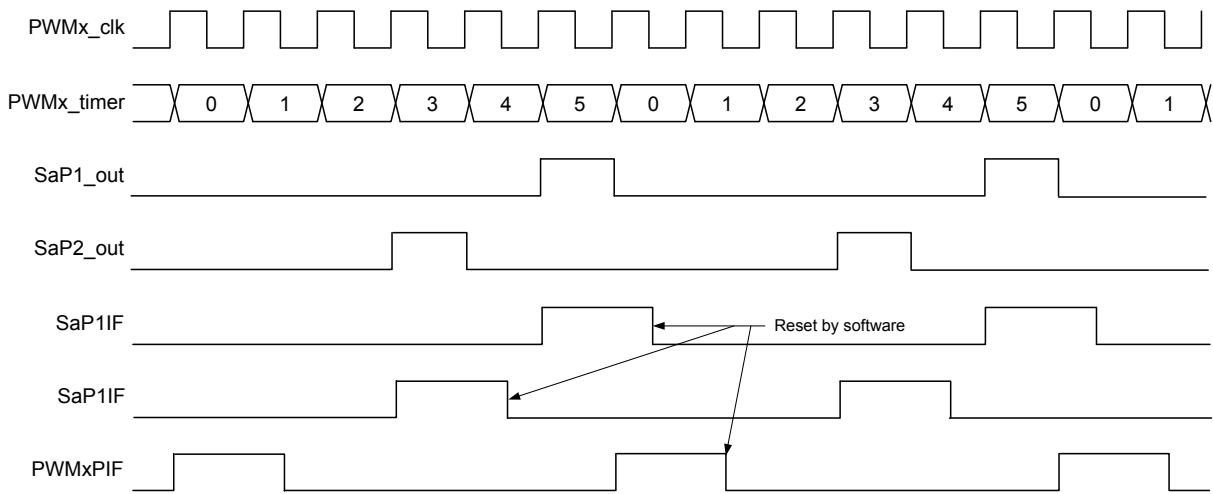 PWMx_clk
PWMx_timer 0 1 2 3 4 5 0 1 2 3 4 5 0 1
SaP1_out
SaP2_out
SaP1IF Reset by software
SaP1IF
PWMxPIF